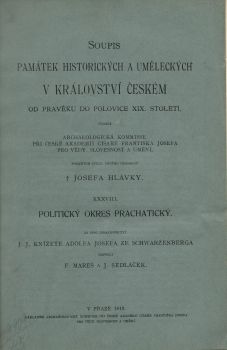 SOUPIS
PAMÁTEK HISTORICKÝCH A UMĚLECKÝCH
V KRÁLOVSTVÍ ČESKÉM
OD PRAVĚKU DO POLOVICE XIX. STOLETÍ.
ARCHAEOLOGICKÁ KOMMISSE
PŘI ČESKÉ AKADEMII CÍSAŘE FRANTIŠKA JOSEFA
PRO VĚDY, SLOVESNOST A UMĚNÍ.
† JOSEFA HLÁVKY.
XXXVIII.
POLITICKÝ OKRES PRACHATICKÝ.
J. J. KNÍŽETE ADOLFA JOSEFA ZE SCHWARZENBERGA
F. MAREŠ A J. SEDLÁČEK.
V PRAZE 1913.